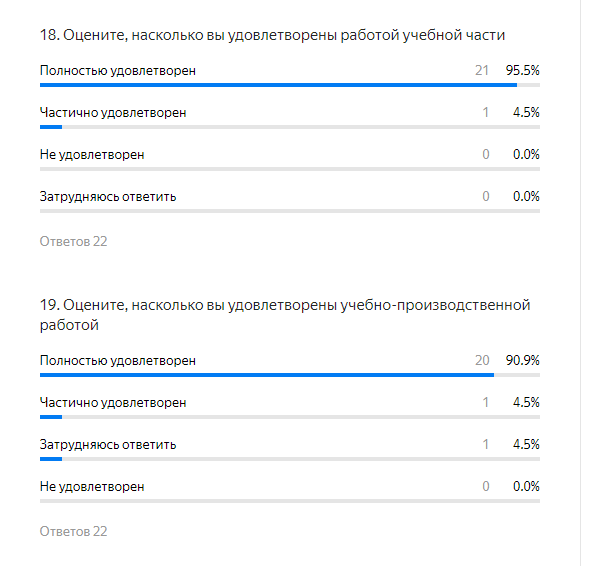 18. Оцените, насколько вы удовлетворены работой учебной части
Полностью удовлетворен 21 95.5%
Частично удовлетворен 1 4.5%
Не удовлетворен 0 0.0%
Затрудняюсь ответить 0 0.0%
Ответов 22
19. Оцените, насколько вы удовлетворены учебно-производственной
работой
Полностью удовлетворен 20 90.9%
Частично удовлетворен 1 4.5%
Затрудняюсь ответить 1 4.5%
Не удовлетворен 0 0.0%
Ответов 22